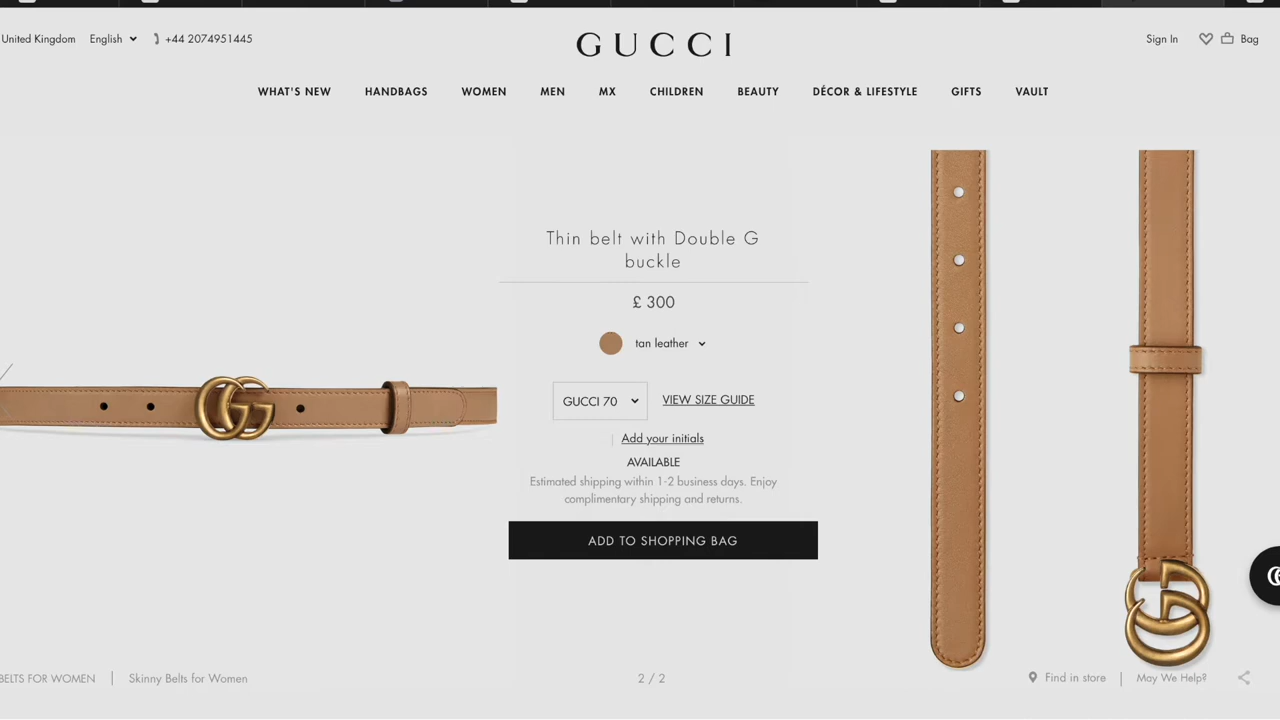 United Kingdom English +44 2074951445
GUCCI
Sign In Bag
WHAT'S NEW HANDBAGS WOMEN MEN MX CHILDREN BEAUTY DÉCOR & LIFESTYLE GIFTS VAULT
Thin belt with Double G
buckle
£ 300
tan leather
GUCCI 70 VIEW SIZE GUIDE
Add your initials
AVAILABLE
Estimated shipping within 1-2 business days. Enjoy
complimentary shipping and returns.
ADD TO SHOPPING BAG
BELTS FOR WOMEN | Skinny Belts for Women
2 / 2
Find in store | May We Help?